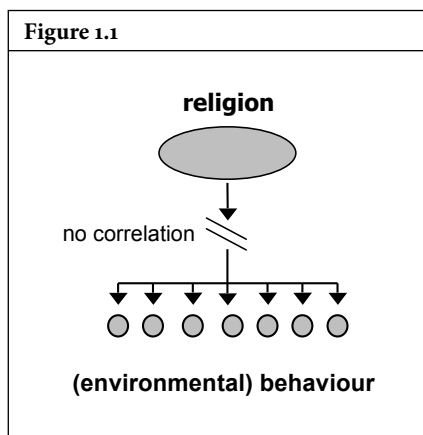 Figure 1.1
religion
no correlation
(environmental) behaviour